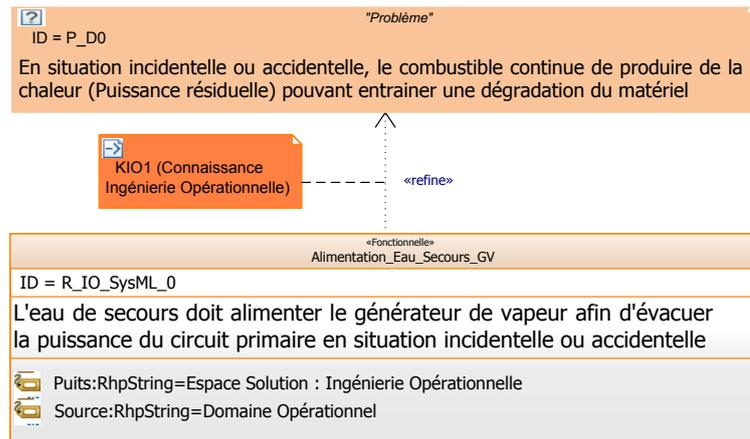 "Problème"
ID = P_D0
En situation incidentelle ou accidentelle, le combustible continue de produire de la
chaleur (Puissance résiduelle) pouvant entrainer une dégradation du matériel
KIO1 (Connaissance
Ingénierie Opérationnelle)
«refine»
«Fonctionnelle»
Alimentation_Eau_Secours_GV
ID = R_IO_SysML_0
L'eau de secours doit alimenter le générateur de vapeur afin d'évacuer
la puissance du circuit primaire en situation incidentelle ou accidentelle
Puits:RhpString=Espace Solution : Ingénierie Opérationnelle
Source:RhpString=Domaine Opérationnel